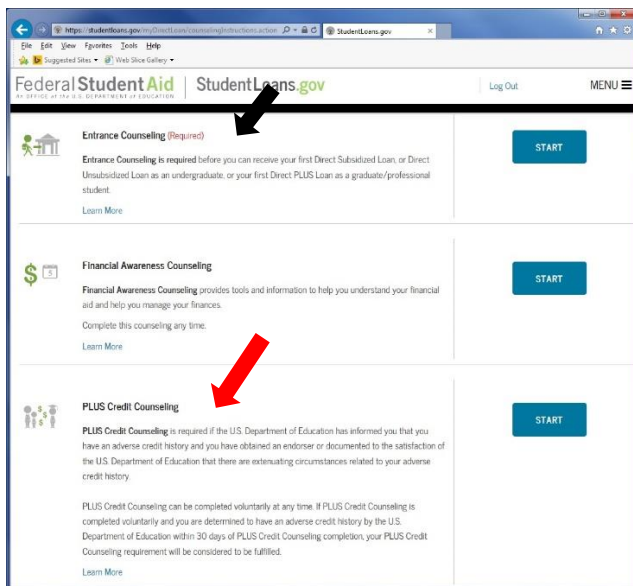 https://studentloans.gov/myDirectLoan/counselingInstructions.action
StudentLoans.gov
File Edit View Favorites Tools Help
Suggested Sites Web Slice Gallery
Federal Student Aid | StudentLoans.gov
An OFFICE of the U.S. DEPARTMENT of EDUCATION
Log Out
MENU
Entrance Counseling (Required)
START
Entrance Counseling is required before you can receive your first Direct Subsidized Loan, or Direct
Unsubsidized Loan as an undergraduate, or your first Direct PLUS Loan as a graduate/professional
student.
Learn More
Financial Awareness Counseling
START
Financial Awareness Counseling provides tools and information to help you understand your financial
aid and help you manage your finances.
Complete this counseling any time.
Learn More
PLUS Credit Counseling
START
PLUS Credit Counseling is required if the U.S. Department of Education has informed you that you
have an adverse credit history and you have obtained an endorser or documented to the satisfaction of
the U.S. Department of Education that there are extenuating circumstances related to your adverse
credit history.
PLUS Credit Counseling can be completed voluntarily at any time. If PLUS Credit Counseling is
completed voluntarily and you are determined to have an adverse credit history by the U.S.
Department of Education within 30 days of PLUS Credit Counseling completion, your PLUS Credit
Counseling requirement will be considered to be fulfilled.
Learn More